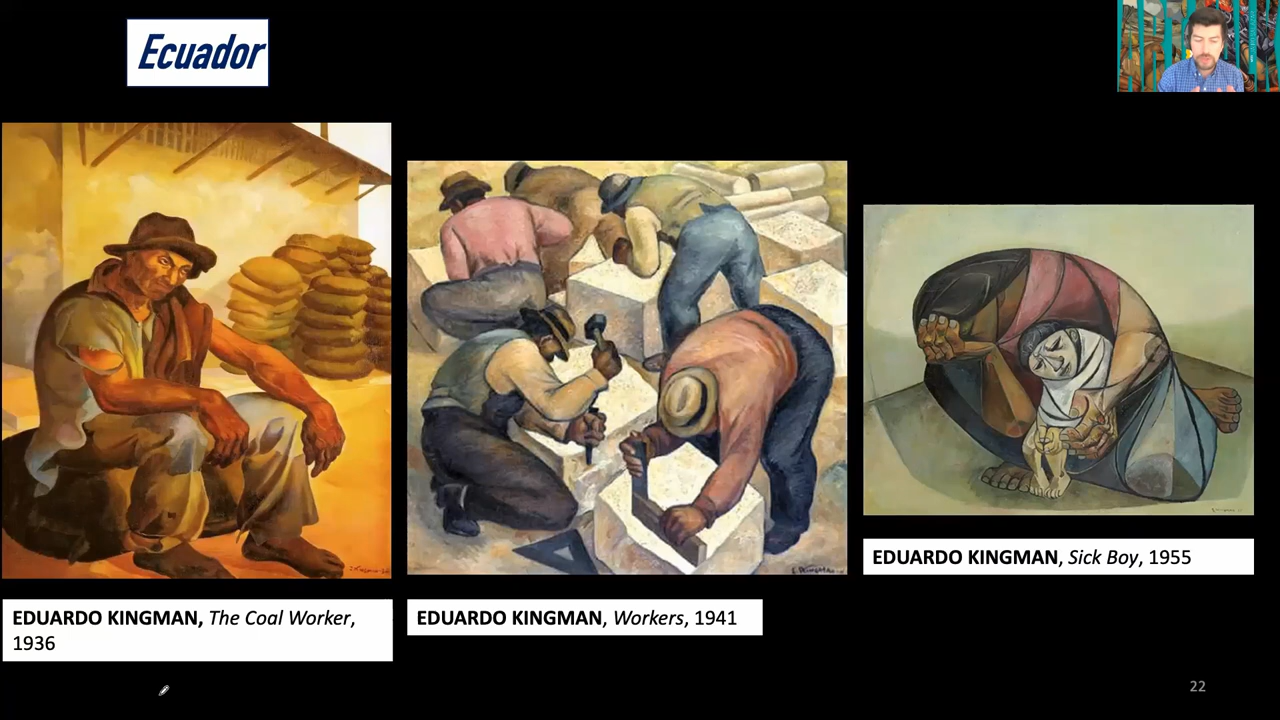 Ecuador
EDUARDO KINGMAN, The Coal Worker,
1936
EDUARDO KINGMAN, Workers, 1941
EDUARDO KINGMAN, Sick Boy, 1955
22